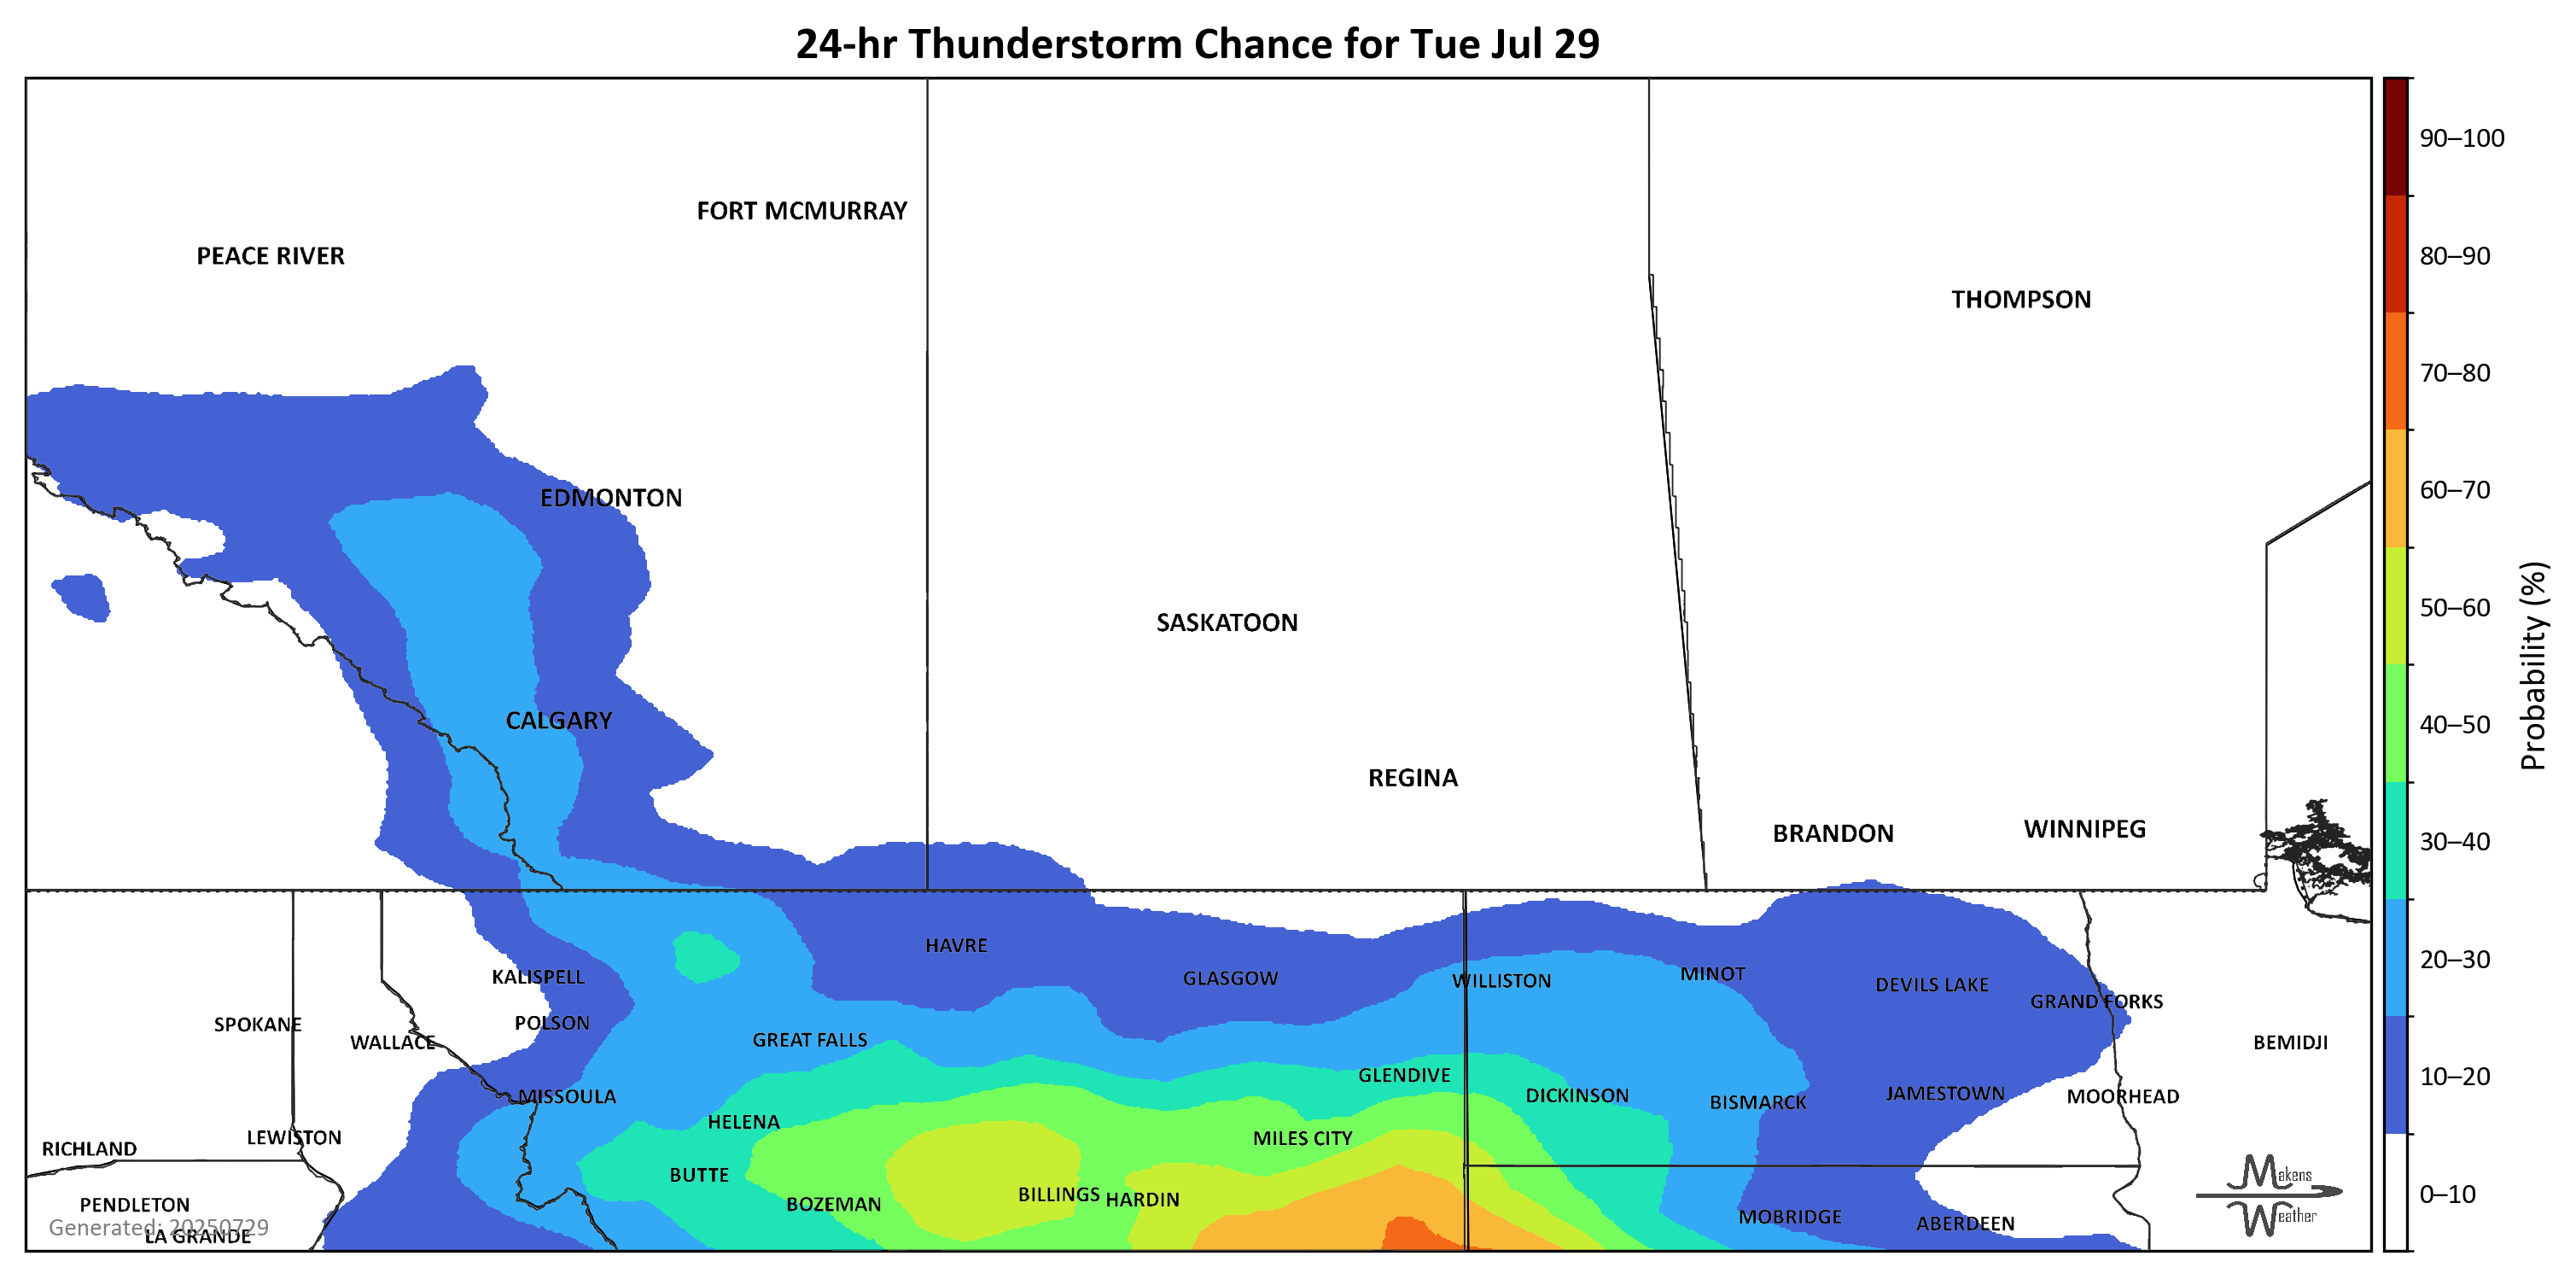 24-hr Thunderstorm Chance for Tue Jul 29
90–100
FORT MCMURRAY
PEACE RIVER
80–90
THOMPSON
70–80
60–70
EDMONTON
50–60
SASKATOON
Probability (%)
CALGARY
40–50
REGINA
BRANDON
WINNIPEG
30–40
HAVRE
20–30
KALISPELL
GLASGOW
WILLISTON
MINOT
DEVILS LAKE
GRAND FORKS
SPOKANE
POLSON
WALLACE
GREAT FALLS
BEMIDJI
10–20
MISSOULA
GLENDIVE
DICKINSON
BISMARCK
JAMESTOWN
MOORHEAD
HELENA
RICHLAND
LEWISTON
MILES CITY
BUTTE
Makens
Weather
0–10
PENDLETON
BOZEMAN
BILLINGS
HARDIN
MOBRIDGE
ABERDEEN
Generated: 20250729
LA GRANDE